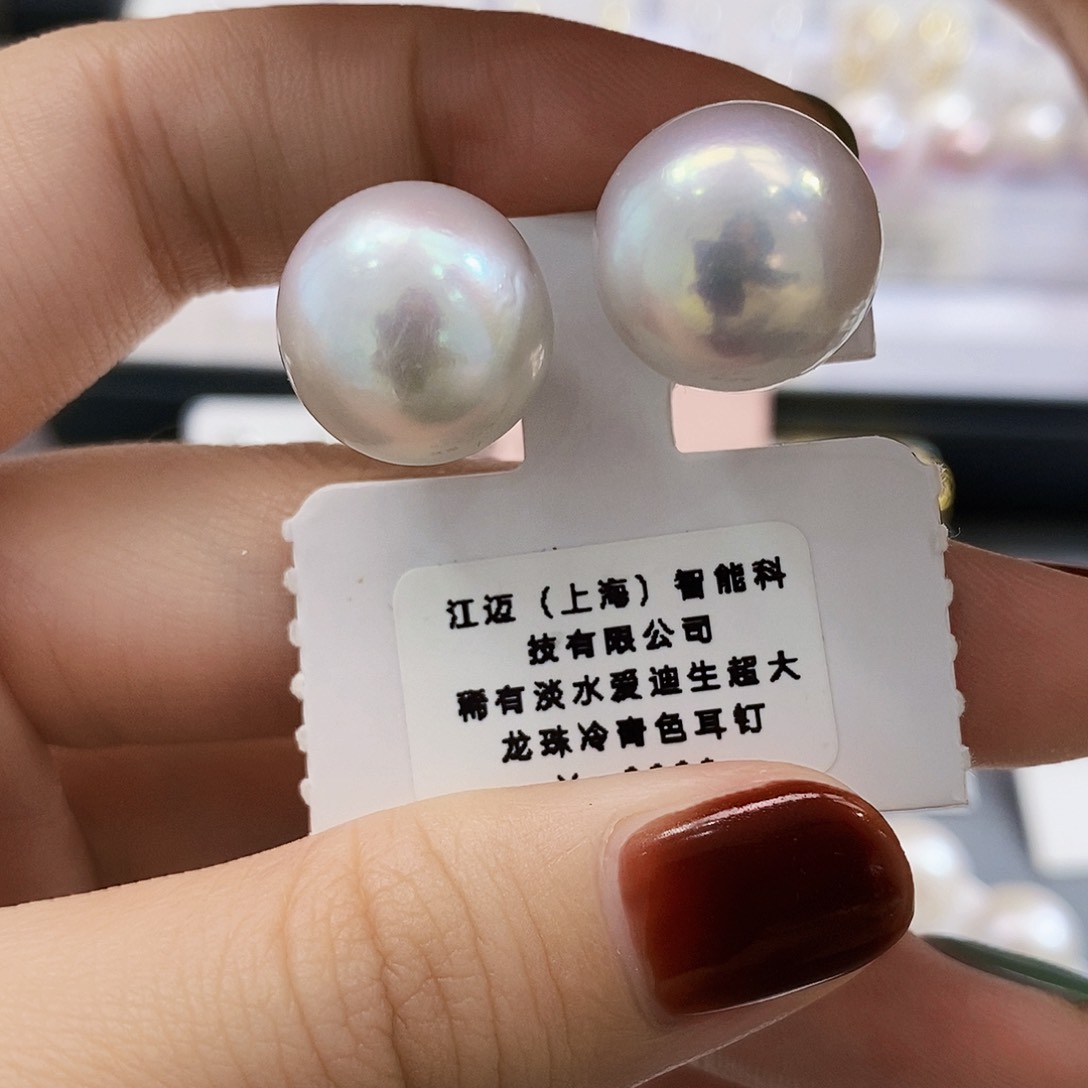 江迈（上海）智能科
技有限公司
稀有淡水爱迪生超大
龙珠冷青色耳钉